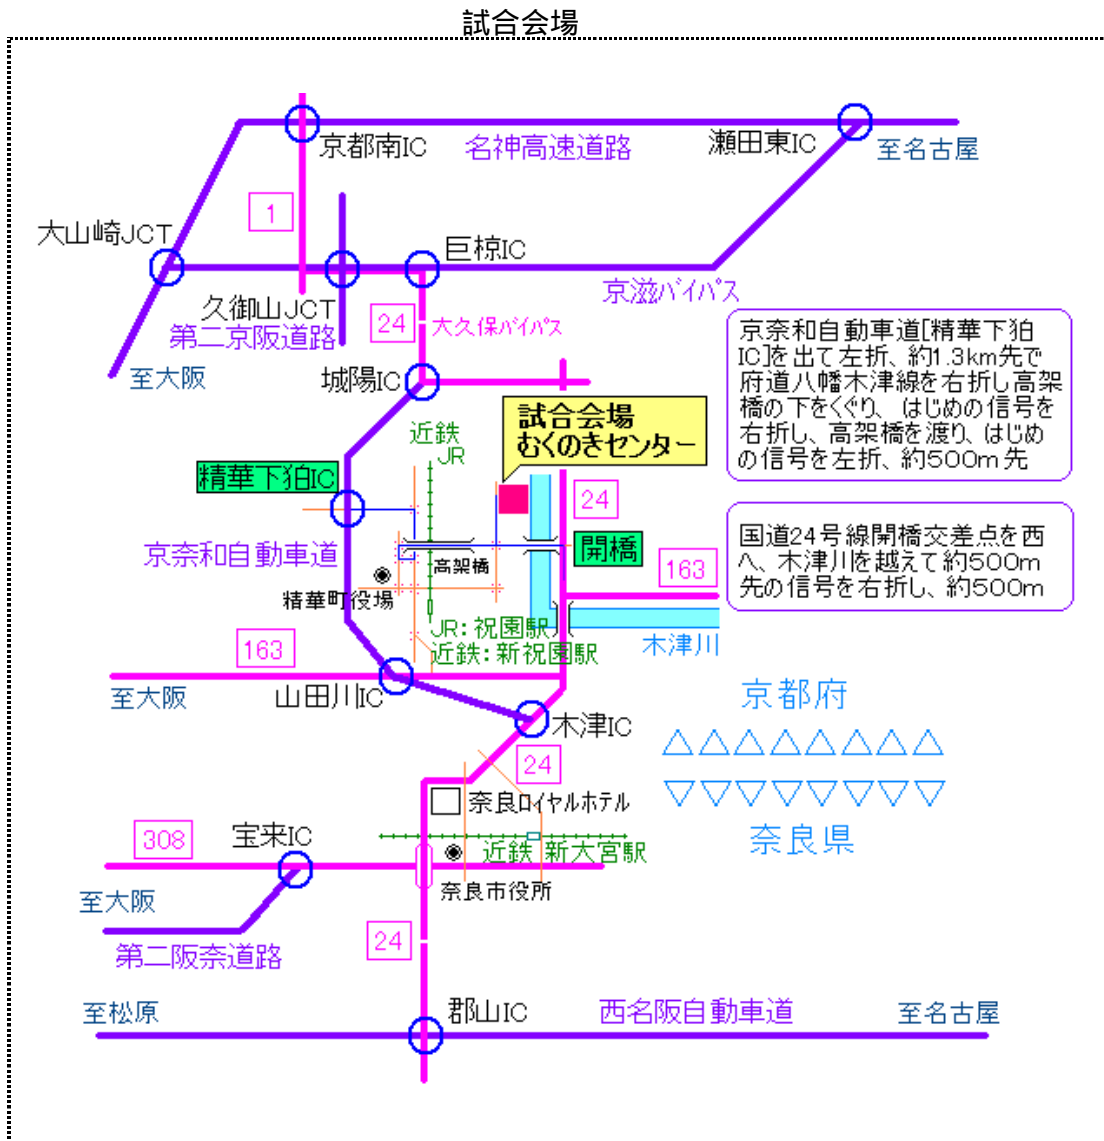 試合会場
京都南IC
名神高速道路
瀬田東IC
至名古屋
1
大山崎JCT
巨椋IC
久御山JCT
京滋バイパス
第二京阪道路
24
大久保バイパス
至大阪
城陽IC
京奈和自動車道[精華下狛
IC]を出て左折、約1.3km先で
府道八幡木津線を右折し高架
橋の下をくぐり、はじめの信号を
右折し、高架橋を渡り、はじめ
の信号を左折、約500m先
試合会場
むくのきセンター
近鉄
JR
精華下狛IC
24
国道24号線開橋交差点を西
へ、木津川を越えて約500m
先の信号を右折し、約500m
京奈和自動車道
開橋
高架橋
163
精華町役場
JR:祝園駅
近鉄:新祝園駅
木津川
163
至大阪
山田川IC
京都府
木津IC
24
奈良ロイヤルホテル
奈良県
308
宝来IC
近鉄 新大宮駅
奈良市役所
至大阪
24
第二阪奈道路
至松原
郡山IC
西名阪自動車道
至名古屋